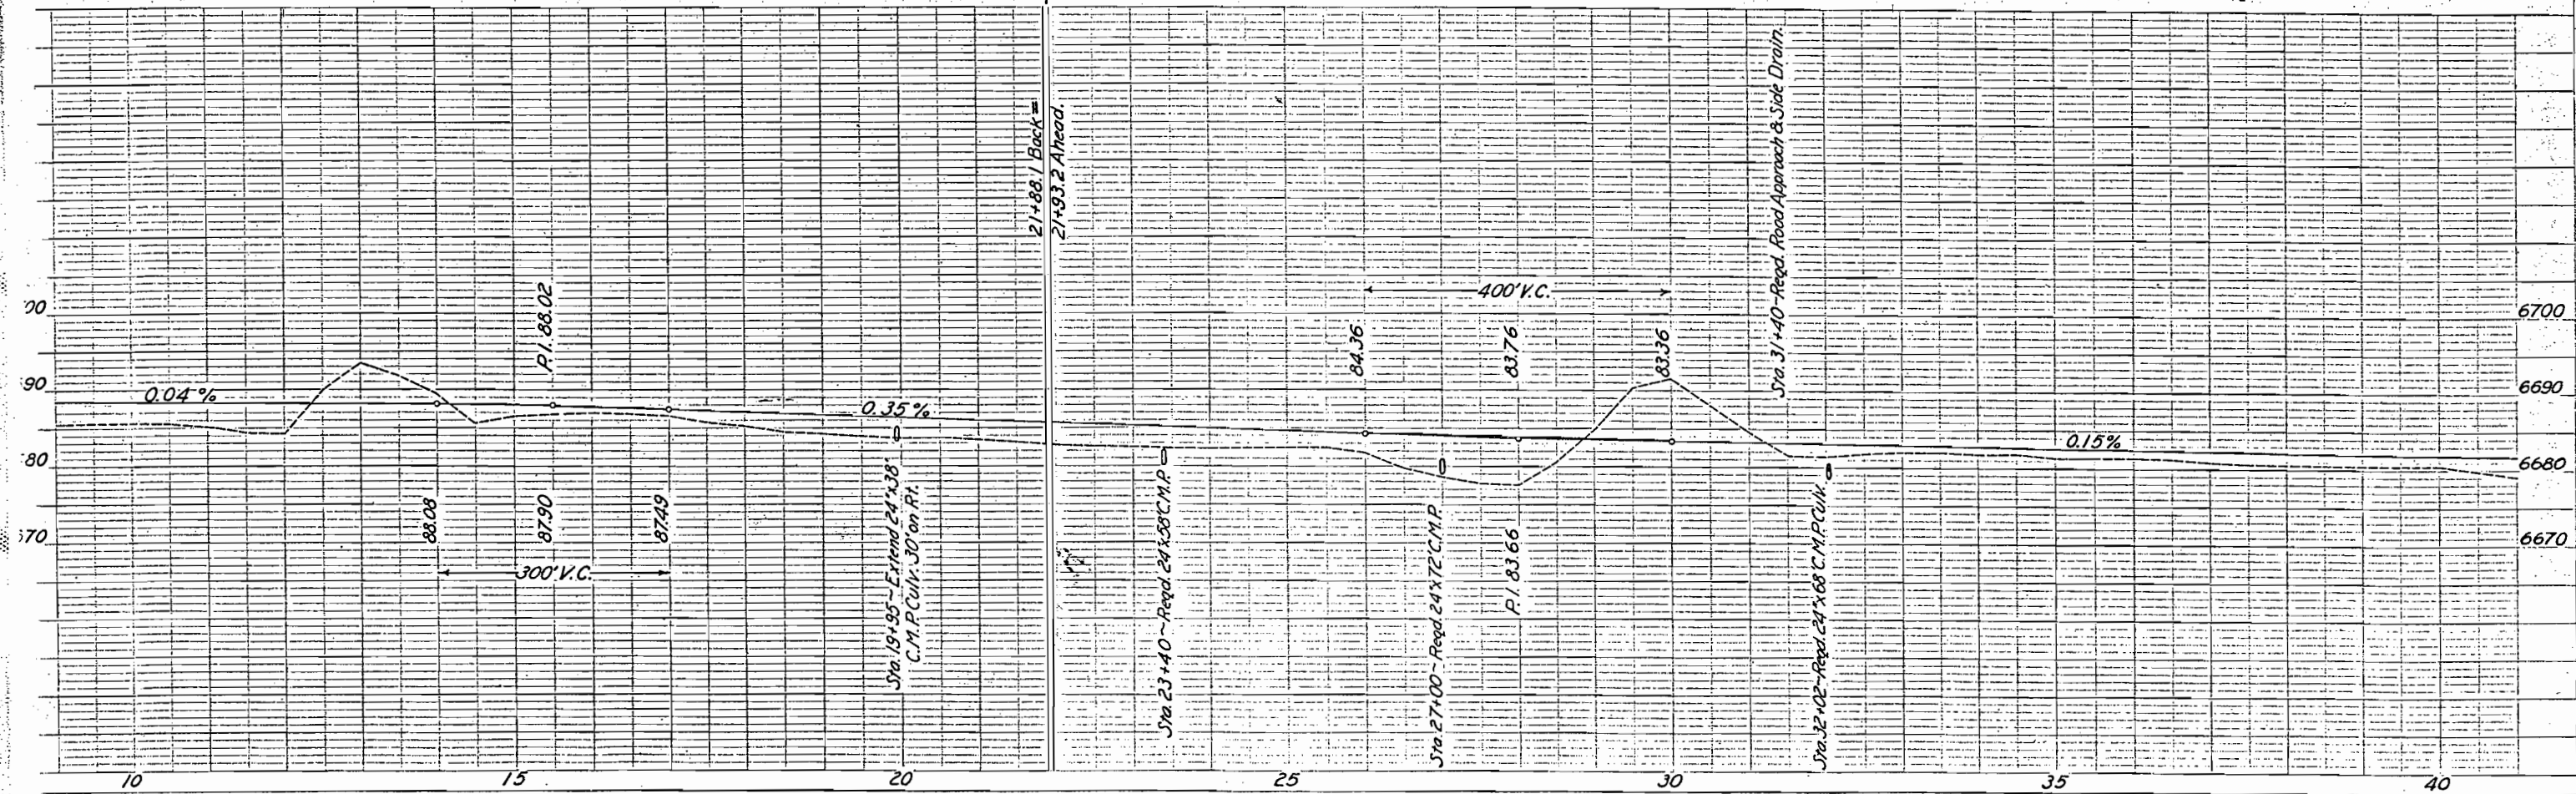 21+88.1 Back =
21+93.2 Ahead.
Sta. 31+40-Reqd. Road Approach & Side Drain.
P.I. 88.02
400' V.C.
84.36
83.76
83.36
00
6700
90
6690
80
6680
670
6670
0.04 %
0.35 %
0.15%
88.08
87.90
87.49
300' V.C.
Sta. 19+95-Extend 24"x38'
C.M.P. Culv. 30' on Rt.
Sta. 23+40-Reqd. 24"x58' C.M.P.
Sta. 27+00-Reqd. 24"x72' C.M.P.
P.I. 83.66
Sta. 32+02-Reqd. 24"x68' C.M.P. Culv.
10
15
20
25
30
35
40